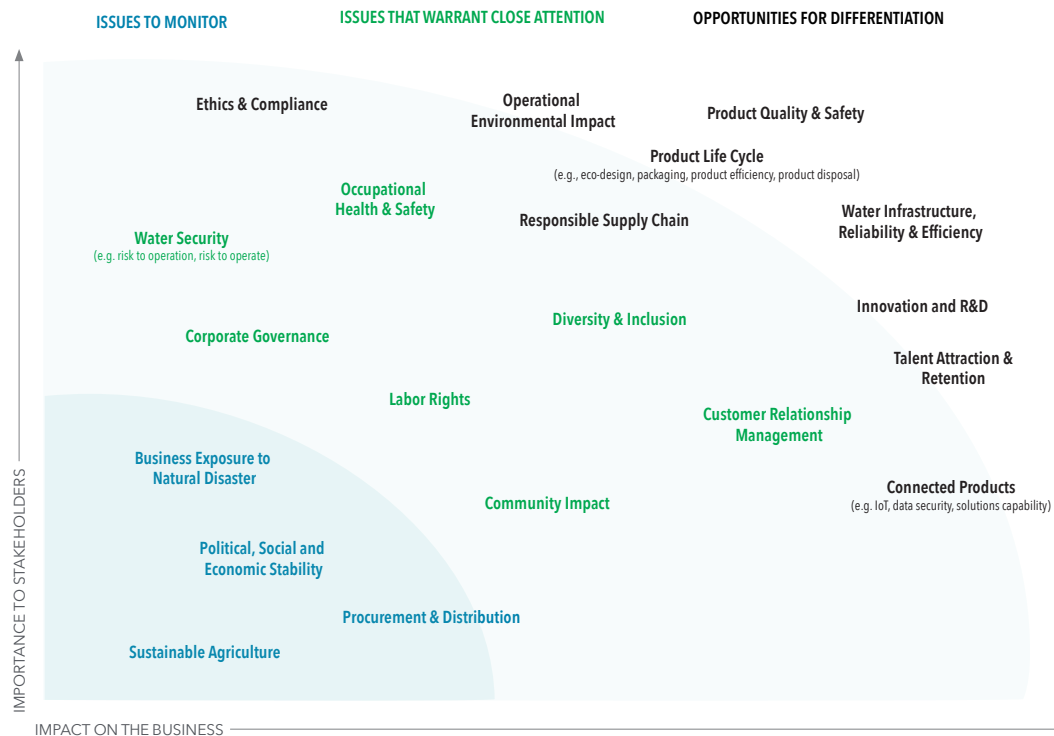 ISSUES TO MONITOR
ISSUES THAT WARRANT CLOSE ATTENTION
OPPORTUNITIES FOR DIFFERENTIATION
Ethics & Compliance
Operational
Environmental Impact
Product Quality & Safety
Product Life Cycle
(e.g., eco-design, packaging, product efficiency, product disposal)
Occupational
Health & Safety
Responsible Supply Chain
Water Infrastructure,
Reliability & Efficiency
Water Security
(e.g. risk to operation, risk to operate)
Innovation and R&D
Diversity & Inclusion
Corporate Governance
Talent Attraction &
Retention
Labor Rights
Customer Relationship
Management
Business Exposure to
Natural Disaster
Connected Products
(e.g. IoT, data security, solutions capability)
Community Impact
Political, Social and
Economic Stability
Procurement & Distribution
Sustainable Agriculture
IMPORTANCE TO STAKEHOLDERS
IMPACT ON THE BUSINESS